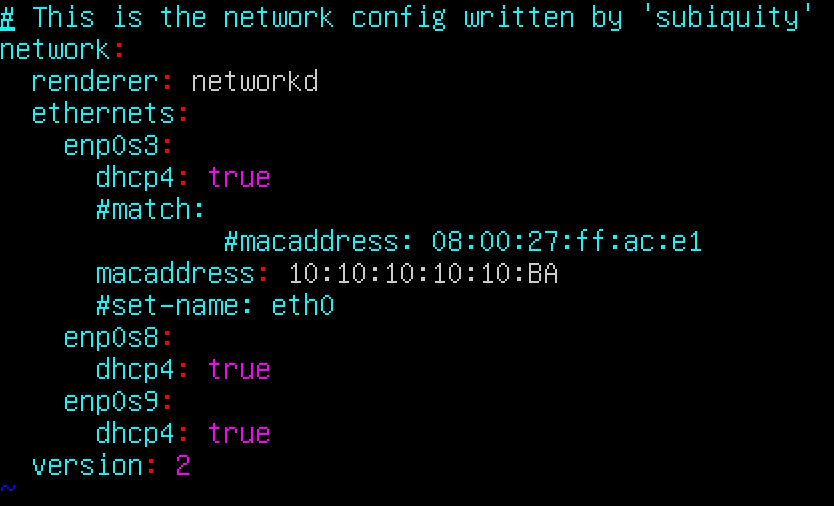 # This is the network config written by 'subiquity'
network:
  renderer: networkd
  ethernets:
    enp0s3:
      dhcp4: true
      #match:
              #macaddress: 08:00:27:ff:ac:e1
      macaddress: 10:10:10:10:10:BA
      #set-name: eth0
    enp0s8:
      dhcp4: true
    enp0s9:
      dhcp4: true
  version: 2
~